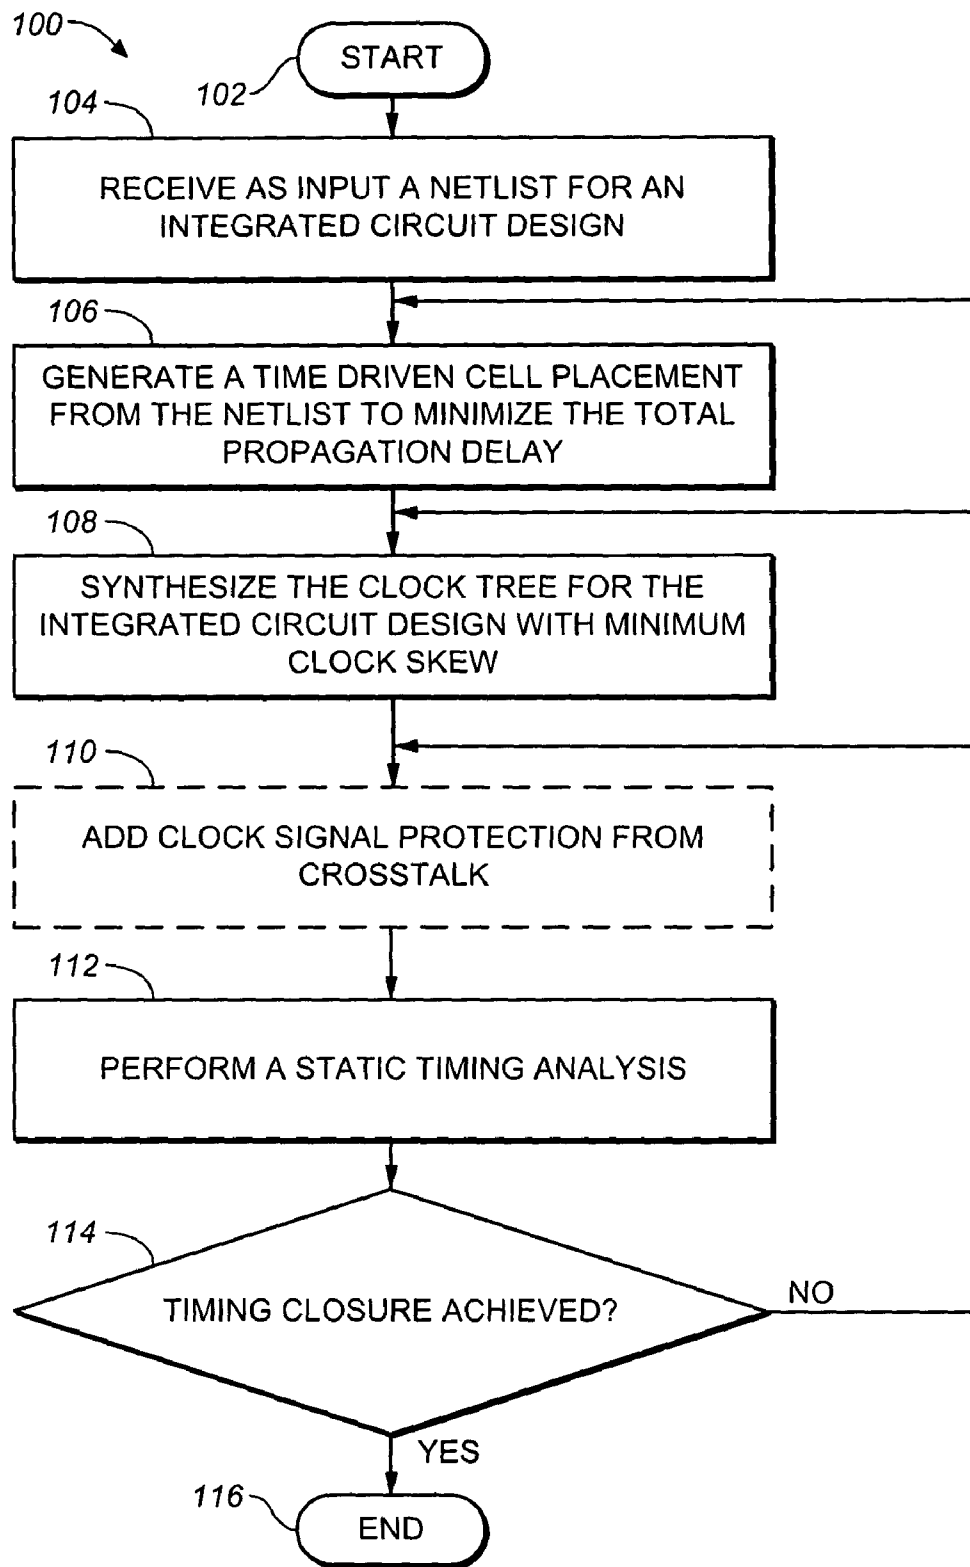 100
START
102
104
RECEIVE AS INPUT A NETLIST FOR AN
INTEGRATED CIRCUIT DESIGN
106
GENERATE A TIME DRIVEN CELL PLACEMENT
FROM THE NETLIST TO MINIMIZE THE TOTAL
PROPAGATION DELAY
108
SYNTHESIZE THE CLOCK TREE FOR THE
INTEGRATED CIRCUIT DESIGN WITH MINIMUM
CLOCK SKEW
110
ADD CLOCK SIGNAL PROTECTION FROM
CROSSTALK
112
PERFORM A STATIC TIMING ANALYSIS
114
TIMING CLOSURE ACHIEVED?
NO
YES
116
END